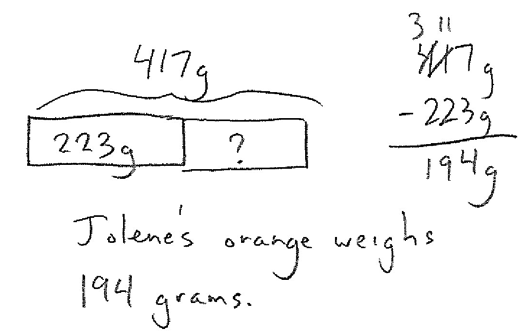 417g
223g ?
3 11
417g
- 223g
194g
Jolene's orange weighs
194 grams.